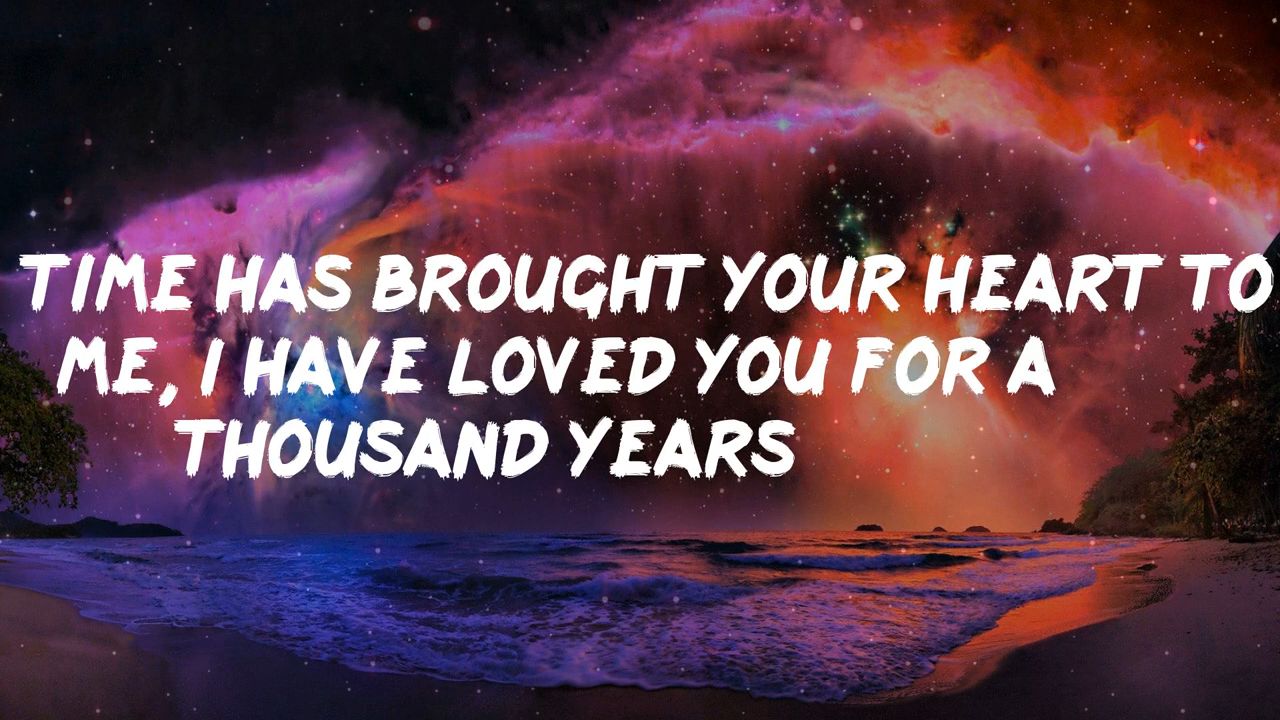 TIME HAS BROUGHT YOUR HEART TO
ME, I HAVE LOVED YOU FOR A
THOUSAND YEARS